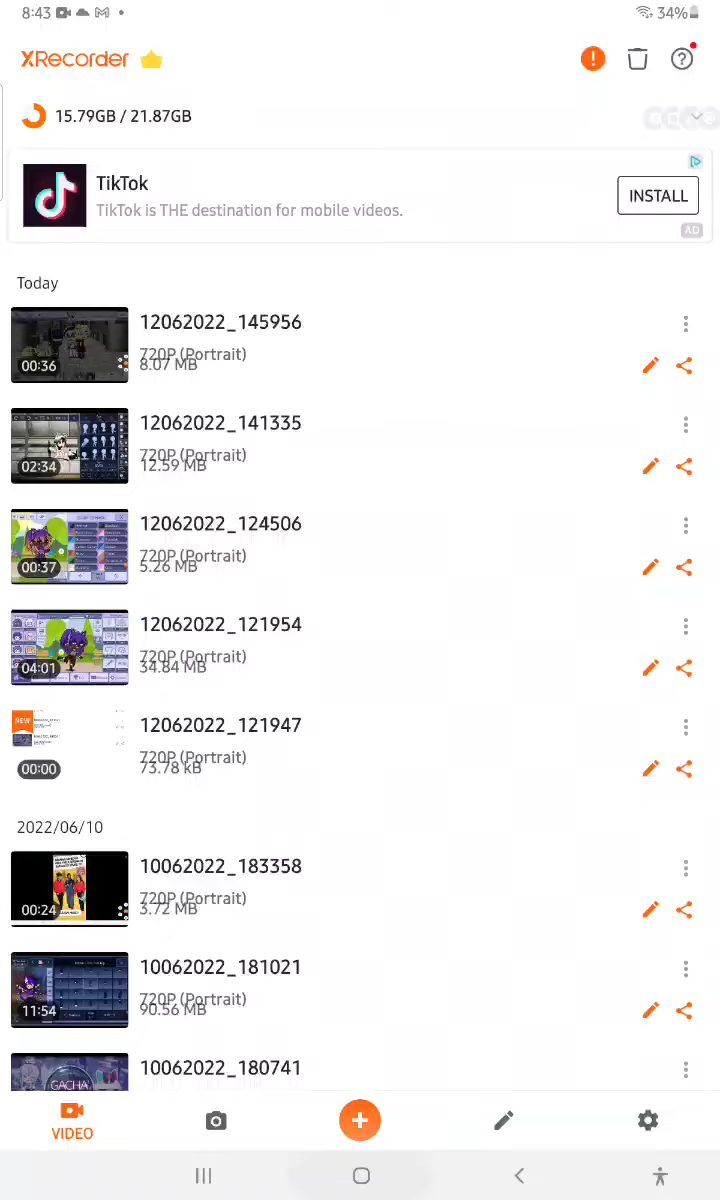 8:43
34%
XRecorder
15.79GB / 21.87GB
TikTok
TikTok is THE destination for mobile videos.
INSTALL
AD
Today
12062022_145956
720P (Portrait)
8.07 MB
00:36
12062022_141335
720P (Portrait)
12.59 MB
02:34
12062022_124506
720P (Portrait)
5.26 MB
00:37
12062022_121954
720P (Portrait)
34.84 MB
04:01
NEW
12062022_121947
720P (Portrait)
73.78 kB
00:00
2022/06/10
10062022_183358
720P (Portrait)
3.72 MB
00:24
10062022_181021
720P (Portrait)
90.56 MB
11:54
10062022_180741
GACHA
VIDEO